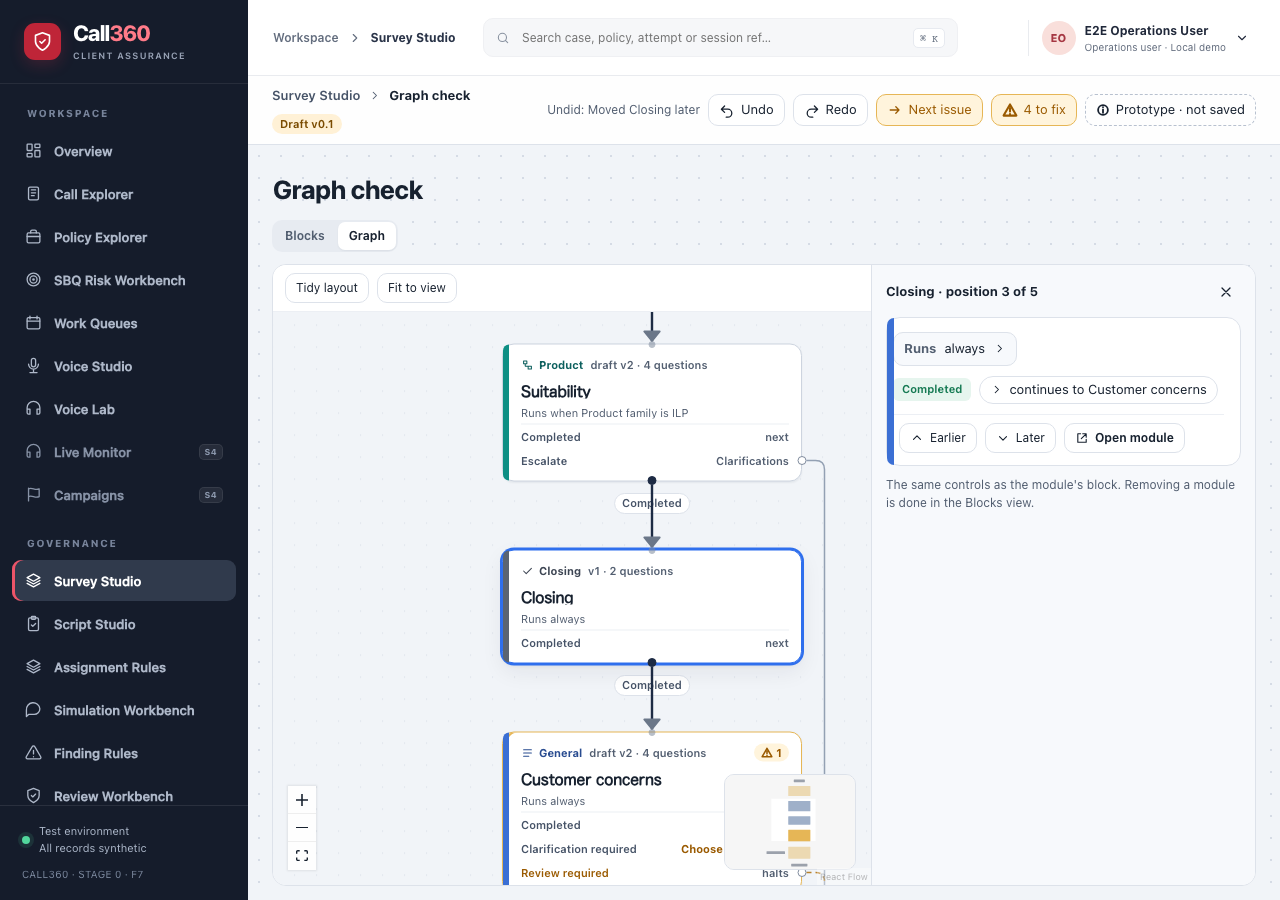 Call360
CLIENT ASSURANCE
WORKSPACE
Overview
Call Explorer
Policy Explorer
SBQ Risk Workbench
Work Queues
Voice Studio
Voice Lab
Live Monitor S4
Campaigns S4
GOVERNANCE
Survey Studio
Script Studio
Assignment Rules
Simulation Workbench
Finding Rules
Review Workbench
Test environment
All records synthetic
CALL360 · STAGE 0 · F7
Workspace > Survey Studio
Search case, policy, attempt or session ref...
⌘ K
EO
E2E Operations User
Operations user · Local demo
Survey Studio > Graph check
Draft v0.1
Undid: Moved Closing later
Undo
Redo
Next issue
4 to fix
Prototype · not saved
Graph check
Blocks
Graph
Tidy layout
Fit to view
Product draft v2 · 4 questions
Suitability
Runs when Product family is ILP
Completed next
Escalate Clarifications
Completed
Closing v1 · 2 questions
Closing
Runs always
Completed next
Completed
General draft v2 · 4 questions
1
Customer concerns
Runs always
Completed
Clarification required Choose
Review required halts
React Flow
Closing · position 3 of 5
Runs always
Completed
continues to Customer concerns
Earlier
Later
Open module
The same controls as the module's block. Removing a module
is done in the Blocks view.